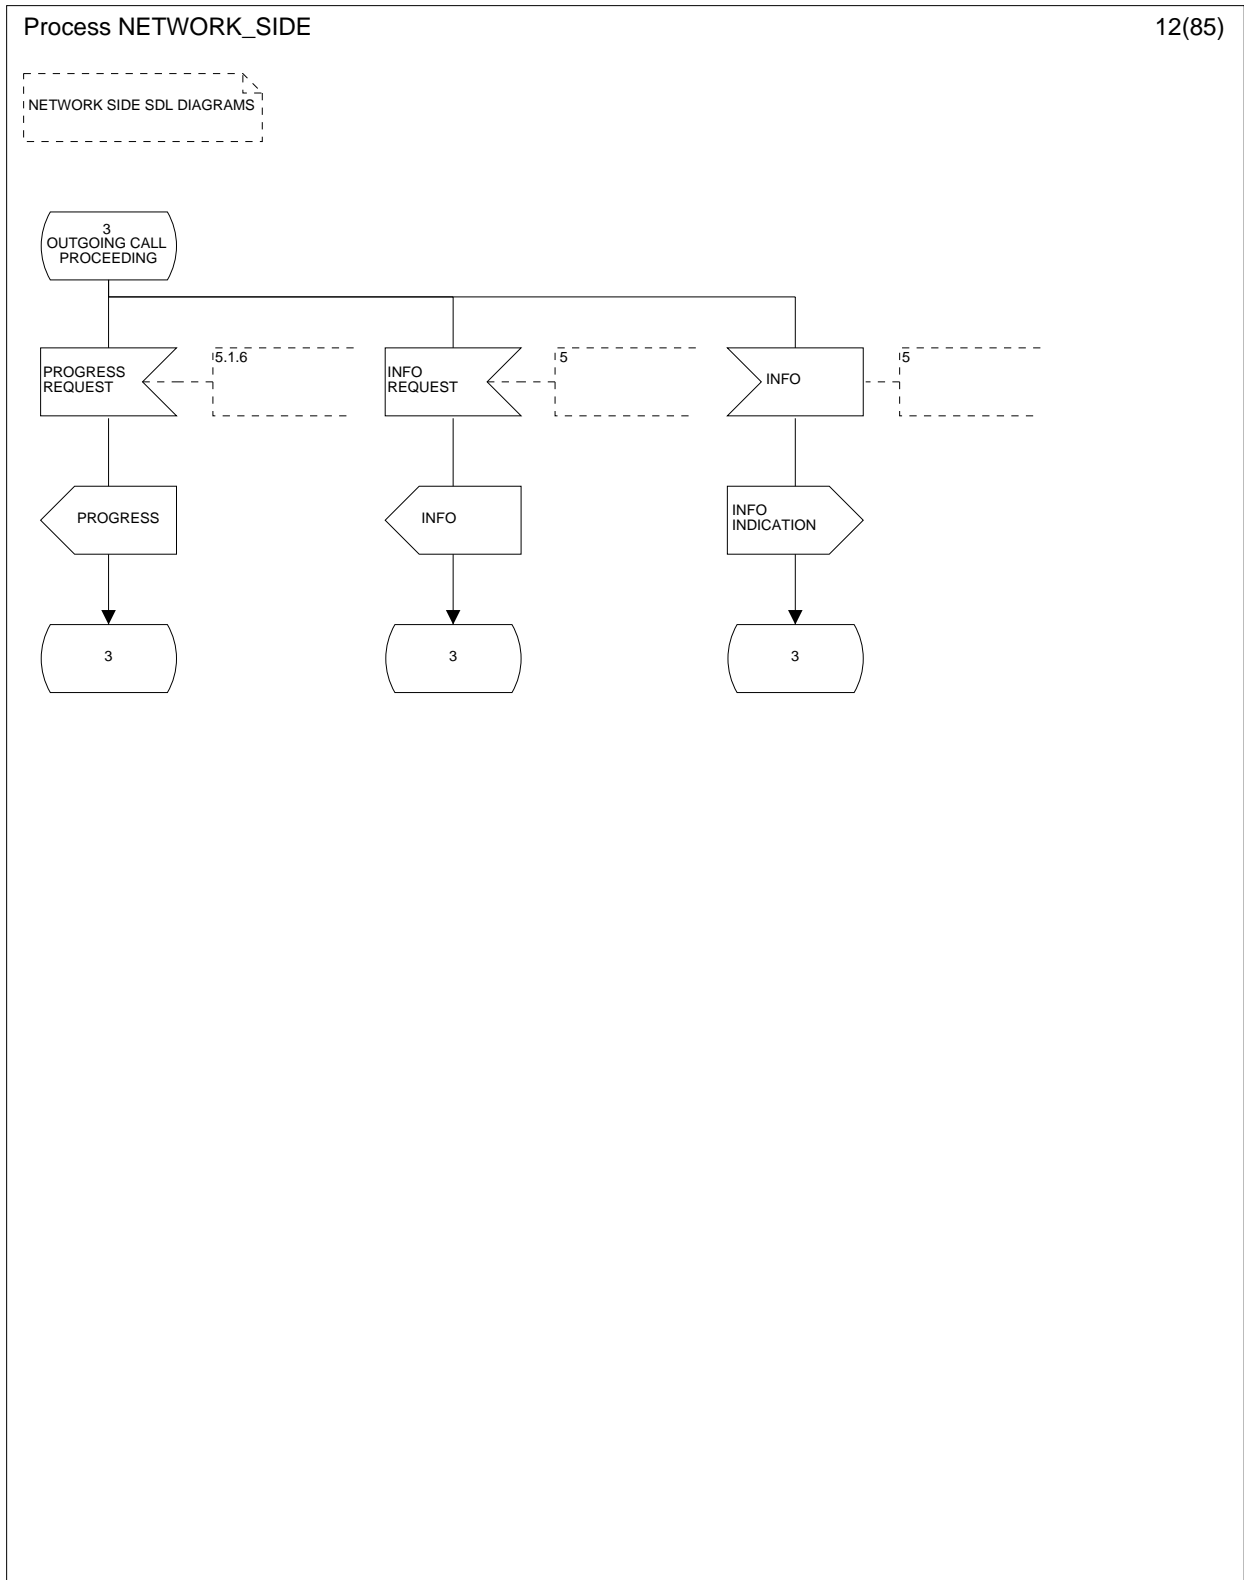 Process NETWORK_SIDE
12(85)
NETWORK SIDE SDL DIAGRAMS
3
OUTGOING CALL
PROCEEDING
PROGRESS
REQUEST
5.1.6
INFO
REQUEST
5
INFO
5
PROGRESS
INFO
INFO
INDICATION
3
3
3